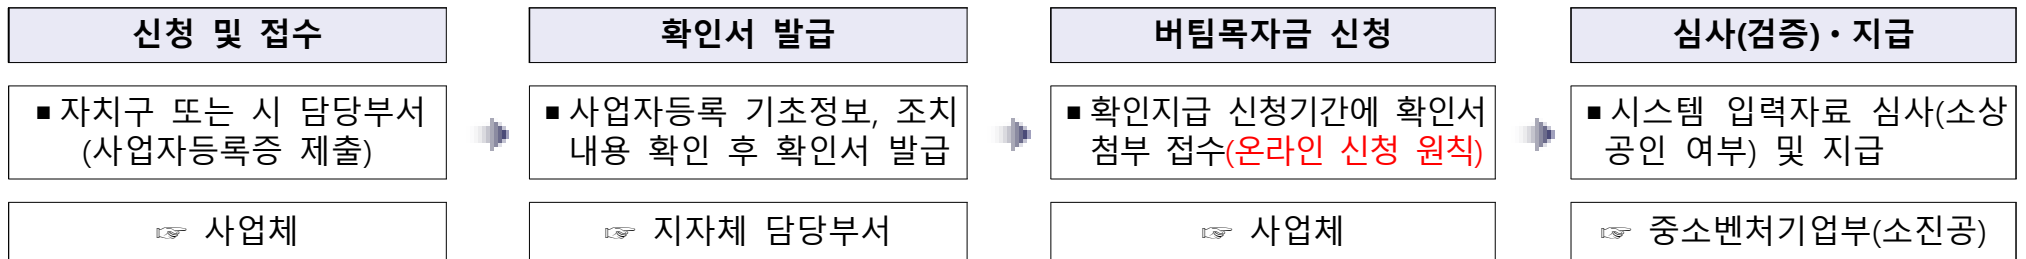 신청 및 접수
■ 자치구 또는 시 담당부서
(사업자등록증 제출)
☞ 사업체
확인서 발급
■ 사업자등록 기초정보, 조치
내용 확인 후 확인서 발급
☞ 지자체 담당부서
버팀목자금 신청
■ 확인지급 신청기간에 확인서
첨부 접수(온라인 신청 원칙)
☞ 사업체
심사(검증)・지급
■ 시스템 입력자료 심사(소상
공인 여부) 및 지급
☞ 중소벤처기업부(소진공)